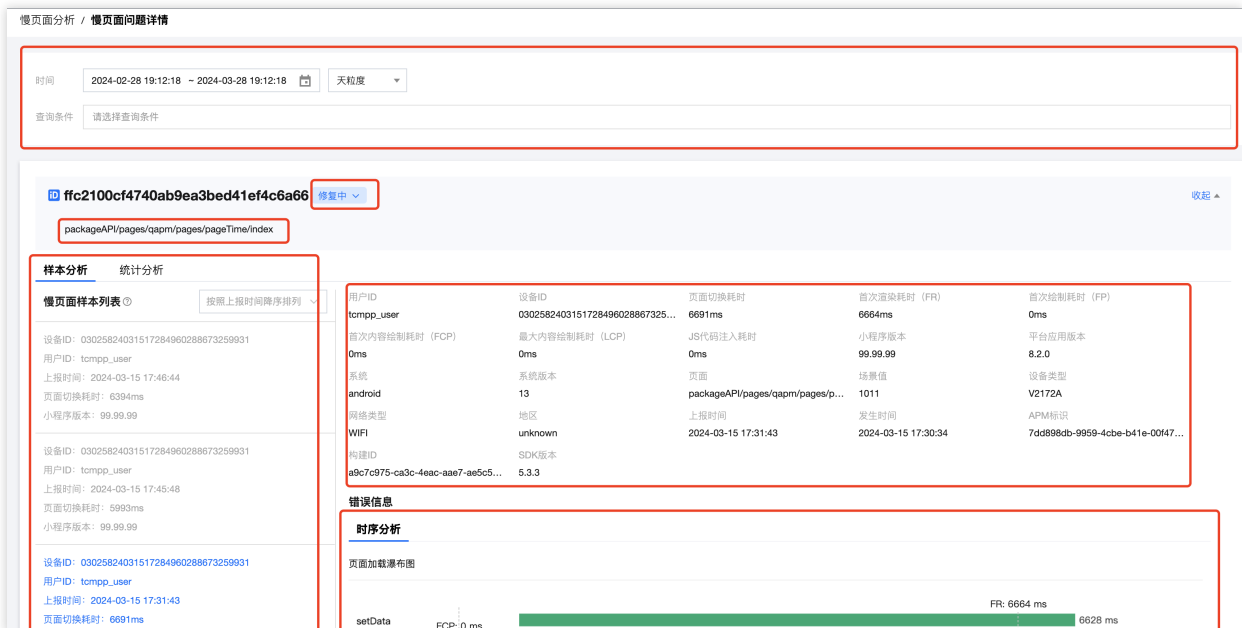 慢页面分析 / 慢页面问题详情
时间 2024-02-28 19:12:18 ~ 2024-03-28 19:12:18 天粒度
查询条件 请选择查询条件
ID ffc2100cf4740ab9ea3bed41ef4c6a66 修复中 收起
packageAPI/pages/qapm/pages/pageTime/index
样本分析 统计分析
慢页面样本列表 按照上报时间降序排列
设备ID: 0302582403151728496028867325931
用户ID: tcmpp_user
上报时间: 2024-03-15 17:46:44
页面切换耗时: 6394ms
小程序版本: 99.99.99
设备ID: 0302582403151728496028867325931
用户ID: tcmpp_user
上报时间: 2024-03-15 17:45:48
页面切换耗时: 5993ms
小程序版本: 99.99.99
设备ID: 0302582403151728496028867325931
用户ID: tcmpp_user
上报时间: 2024-03-15 17:31:43
页面切换耗时: 6691ms
用户ID 设备ID 页面切换耗时 首次渲染耗时（FR） 首次绘制耗时（FP）
tcmpp_user 0302582403151728496028867325... 6691ms 6664ms 0ms
首次内容绘制耗时（FCP） 最大内容绘制耗时（LCP） JS代码注入耗时 小程序版本 平台应用版本
0ms 0ms 0ms 99.99.99 8.2.0
系统 系统版本 页面 场景值 设备类型
android 13 packageAPI/pages/qapm/pages/p... 1011 V2172A
网络类型 地区 上报时间 发生时间 APM标识
WIFI unknown 2024-03-15 17:31:43 2024-03-15 17:30:34 7dd898db-9959-4cbe-b41e-00f47...
构建ID SDK版本
a9c7c975-ca3c-4eac-aae7-ae5c5... 5.3.3
错误信息
时序分析
页面加载瀑布图
FR: 6664 ms
setData FCP: 0 ms 6628 ms